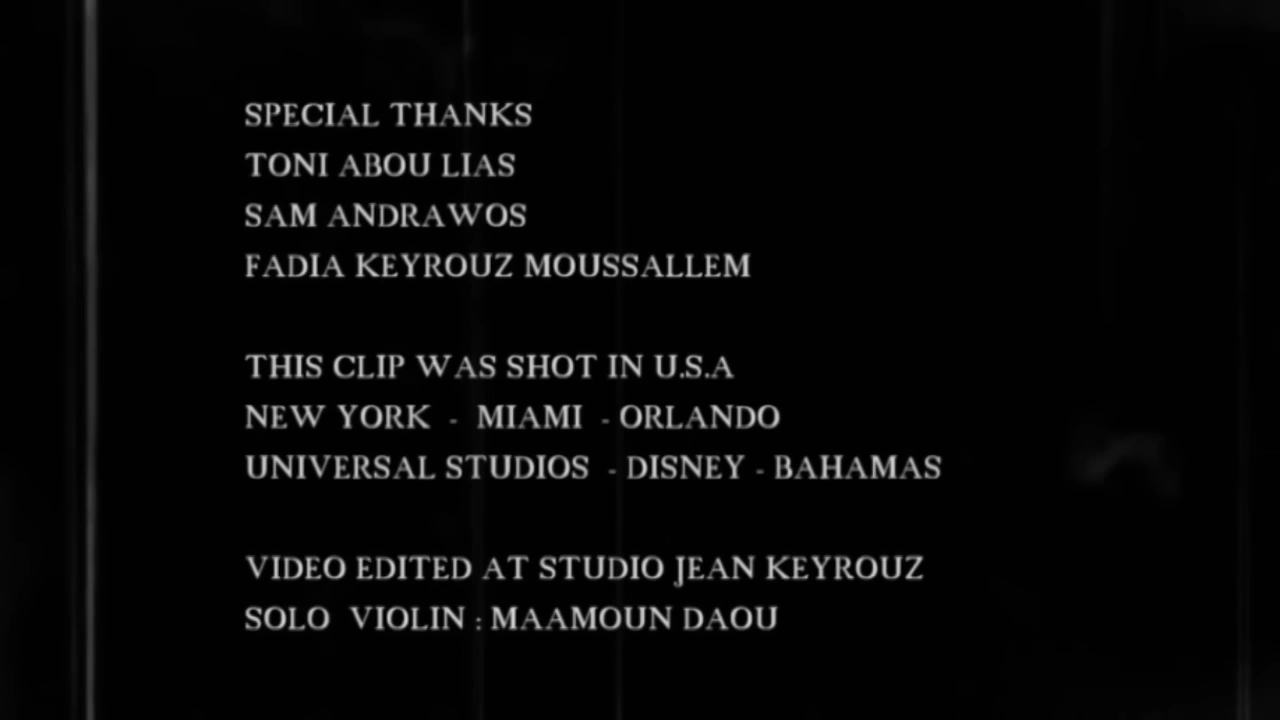 SPECIAL THANKS
TONI ABOU LIAS
SAM ANDRAWOS
FADIA KEYROUZ MOUSSALLEM
THIS CLIP WAS SHOT IN U.S.A
NEW YORK - MIAMI - ORLANDO
UNIVERSAL STUDIOS - DISNEY - BAHAMAS
VIDEO EDITED AT STUDIO JEAN KEYROUZ
SOLO VIOLIN : MAAMOUN DAOU